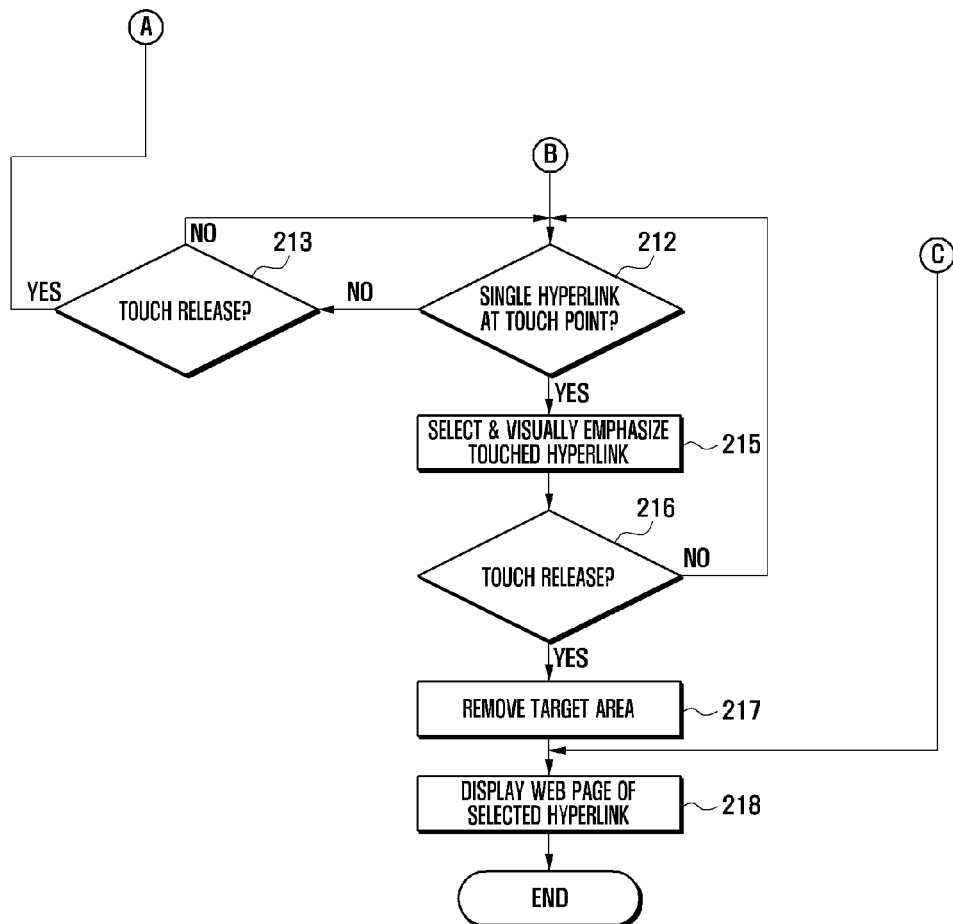 A
B
C
NO
213
212
YES
TOUCH RELEASE?
NO
SINGLE HYPERLINK
AT TOUCH POINT?
YES
SELECT & VISUALLY EMPHASIZE
TOUCHED HYPERLINK
215
216
TOUCH RELEASE?
NO
YES
REMOVE TARGET AREA
217
DISPLAY WEB PAGE OF
SELECTED HYPERLINK
218
END